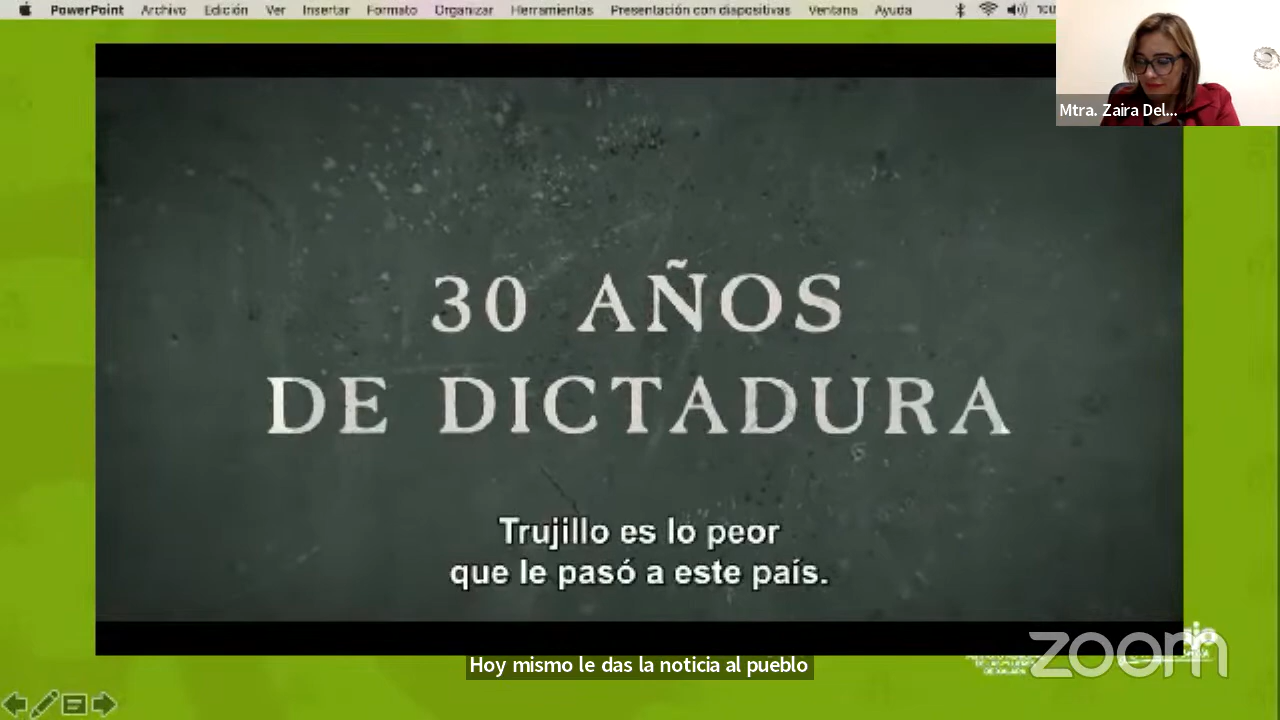 PowerPoint Archivo Edición Ver Insertar Formato Organizar Herramientas Presentación con diapositivas Ventana Ayuda
Mtra. Zaira Del...
30 AÑOS
DE DICTADURA
Trujillo es lo peor
que le pasó a este país.
zoom
Hoy mismo le das la noticia al pueblo